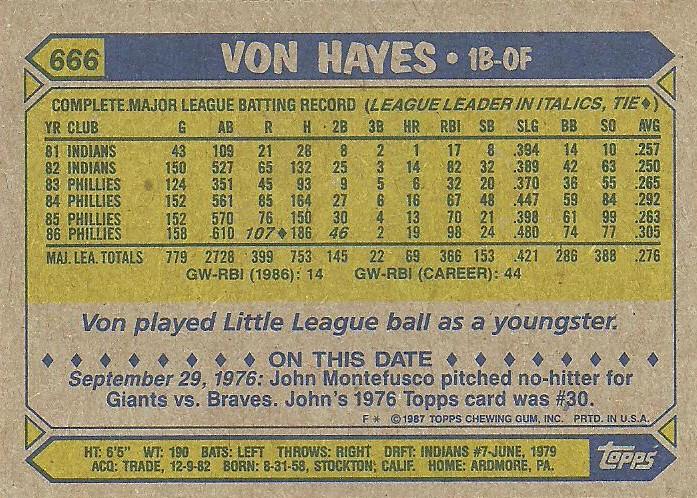 666 VON HAYES • 1B-OF
COMPLETE MAJOR LEAGUE BATTING RECORD (LEAGUE LEADER IN ITALICS, TIE♦)
YR CLUB G AB R H 2B 3B HR RBI SB SLG BB SO AVG
81 INDIANS 43 109 21 28 8 2 1 17 8 .394 14 10 .257
82 INDIANS 150 527 65 132 25 3 14 82 32 .389 42 63 .250
83 PHILLIES 124 351 45 93 9 5 6 32 20 .370 36 55 .265
84 PHILLIES 152 561 85 164 27 6 16 67 48 .447 59 84 .292
85 PHILLIES 152 570 76 150 30 4 13 70 21 .398 61 99 .263
86 PHILLIES 158 610 107♦ 186 46 2 19 98 24 .480 74 77 .305
MAJ. LEA. TOTALS 779 2728 399 753 145 22 69 366 153 .421 286 388 .276
GW-RBI (1986): 14 GW-RBI (CAREER): 44
Von played Little League ball as a youngster.
♦ ♦ ♦ ♦ ♦ ♦ ♦ ♦ ON THIS DATE ♦ ♦ ♦ ♦ ♦ ♦ ♦ ♦
September 29, 1976: John Montefusco pitched no-hitter for
Giants vs. Braves. John's 1976 Topps card was #30.
F * © 1987 TOPPS CHEWING GUM, INC. PRTD. IN U.S.A.
HT: 6'5" WT: 190 BATS: LEFT THROWS: RIGHT DRFT: INDIANS #7-JUNE, 1979
ACQ: TRADE, 12-9-82 BORN: 8-31-58, STOCKTON, CALIF. HOME: ARDMORE, PA.
topps